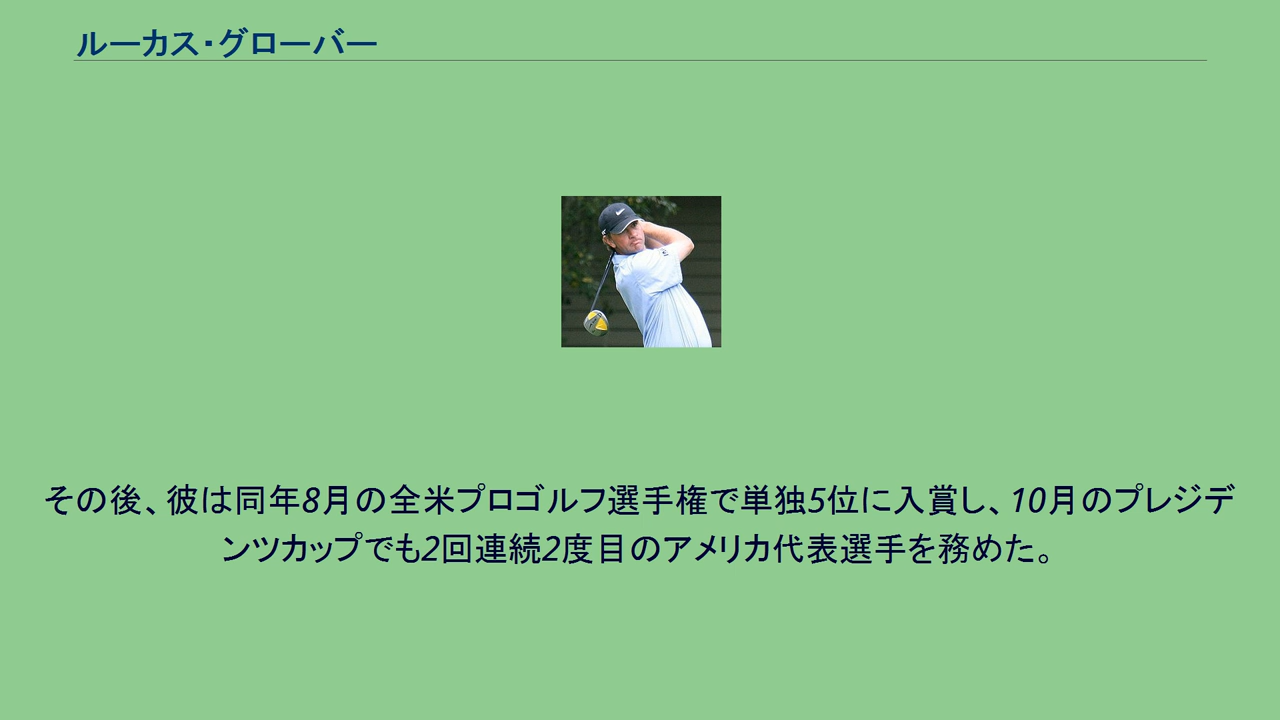 ルーカス・グローバー
その後、彼は同年8月の全米プロゴルフ選手権で単独5位に入賞し、10月のプレジデ
ンツカップでも2回連続2度目のアメリカ代表選手を務めた。